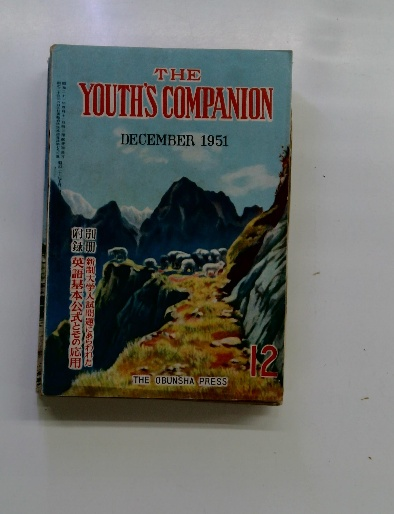 THE
YOUTH'S COMPANION
DECEMBER 1951
別冊
附録
新制大学入試問題にあらわれた
英語基本公式とその応用
12
THE OBUNSHA PRESS